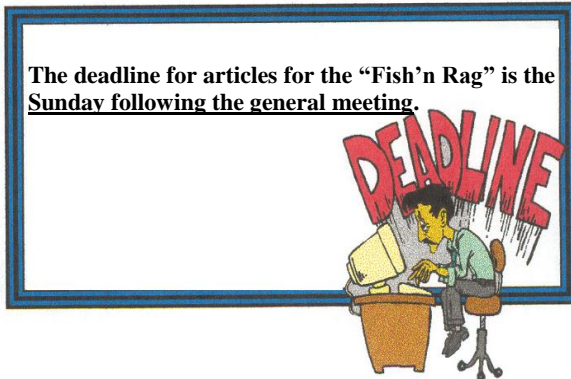 The deadline for articles for the “Fish’n Rag” is the
Sunday following the general meeting.
DEADLINE